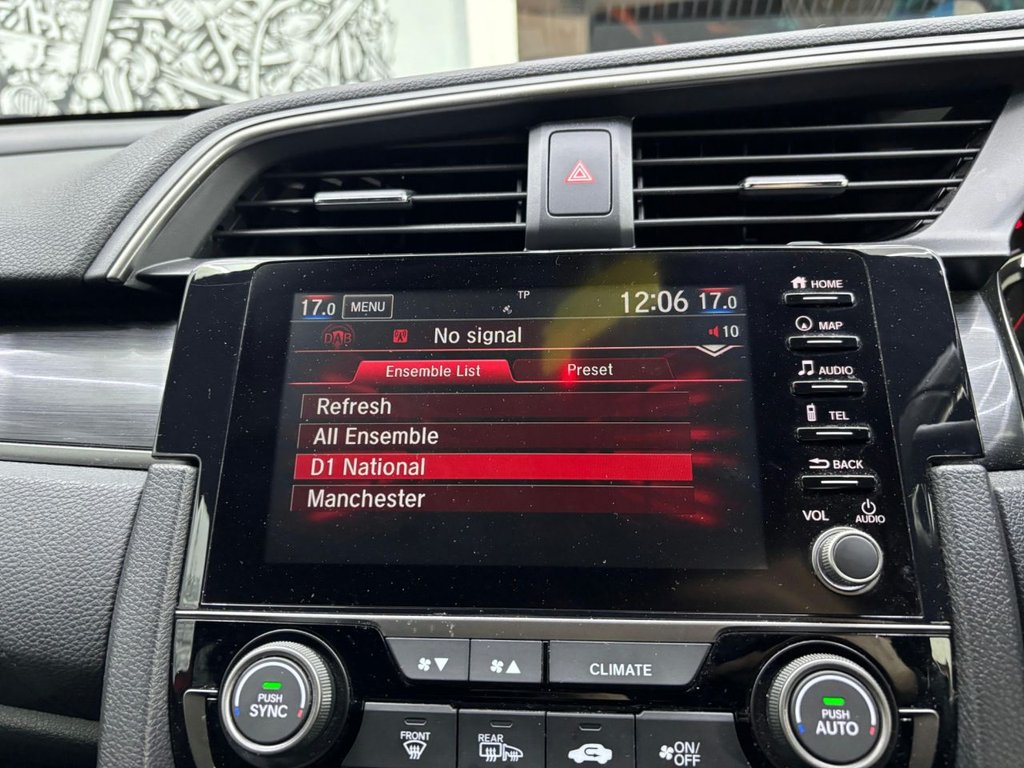 17.0 MENU TP 12:06 17.0
DAB No signal 10
Ensemble List Preset
Refresh
All Ensemble
D1 National
Manchester
HOME
MAP
AUDIO
TEL
BACK
VOL AUDIO
PUSH
SYNC
CLIMATE
PUSH
AUTO
FRONT
REAR
ON/
OFF